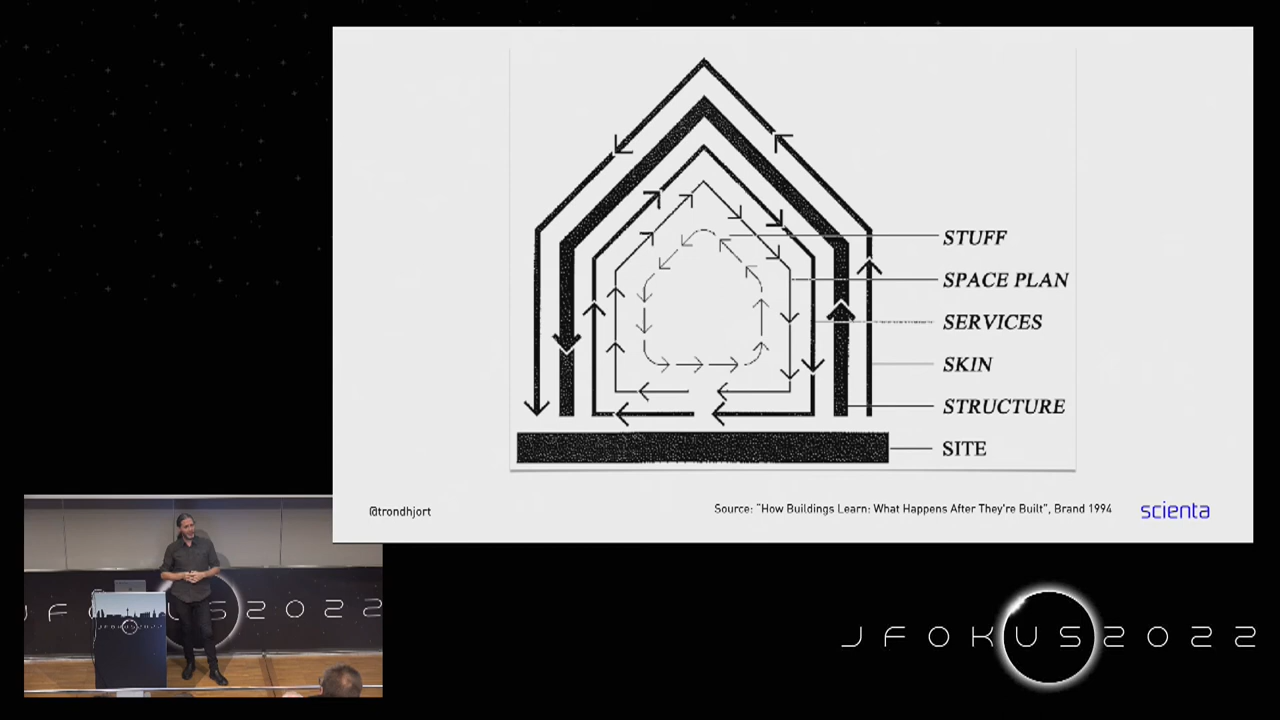 STUFF
SPACE PLAN
SERVICES
SKIN
STRUCTURE
SITE
@trondhjort
Source: "How Buildings Learn: What Happens After They're Built", Brand 1994
scienta
JFOKUS2022
JFOKUS2022